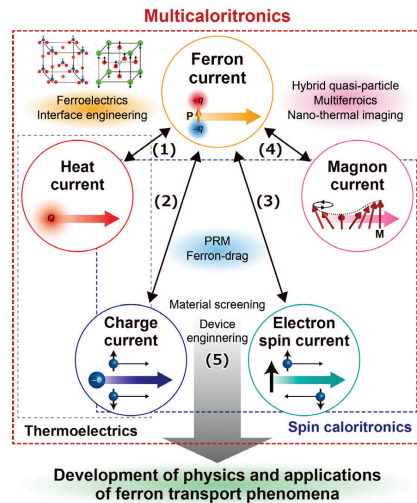 Multicaloritronics
Ferron
current
+q
P
-q
Ferroelectrics
Interface engineering
Hybrid quasi-particle
Multiferroics
Nano-thermal imaging
(1)
(4)
Heat
current
Q
(2)
(3)
Magnon
current
M
PRM
Ferron-drag
Material screening
Device
enginnering
(5)
Charge
current
-e
Electron
spin current
Thermoelectrics
Spin caloritronics
Development of physics and applications
of ferron transport phenomena